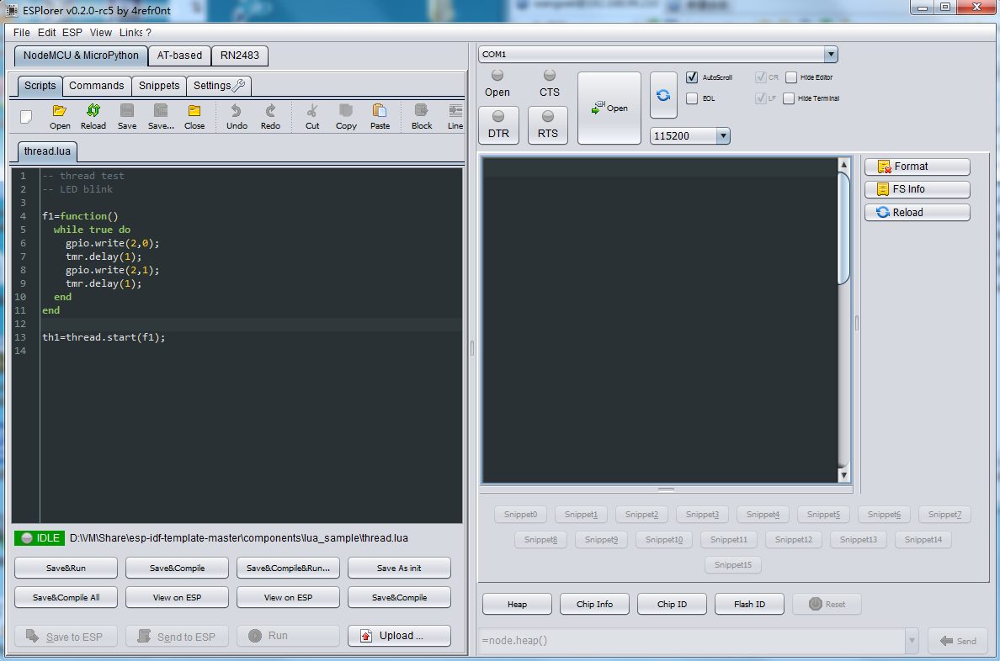 ESPlorer v0.2.0-rc5 by 4refr0nt
File Edit ESP View Links ?
NodeMCU & MicroPython AT-based RN2483
Scripts Commands Snippets Settings
Open Reload Save Save... Close Undo Redo Cut Copy Paste Block Line
thread.lua
1 -- thread test
2 -- LED blink
3
4 f1=function()
5 while true do
6 gpio.write(2,0);
7 tmr.delay(1);
8 gpio.write(2,1);
9 tmr.delay(1);
10 end
11 end
12
13 th1=thread.start(f1);
14
IDLE D:\VM\Share\esp-idf-template-master\components\lua_sample\thread.lua
Save&Run Save&Compile Save&Compile&Run... Save As init
Save&Compile All View on ESP View on ESP Save&Compile
Save to ESP Send to ESP Run Upload ...
COM1
Open CTS
DTR RTS
Open
AutoScroll CR Hide Editor
EOL LF Hide Terminal
115200
Format
FS Info
Reload
Snippet0 Snippet1 Snippet2 Snippet3 Snippet4 Snippet5 Snippet6 Snippet7
Snippet8 Snippet9 Snippet10 Snippet11 Snippet12 Snippet13 Snippet14
Snippet15
Heap Chip Info Chip ID Flash ID Reset
=node.heap() Send